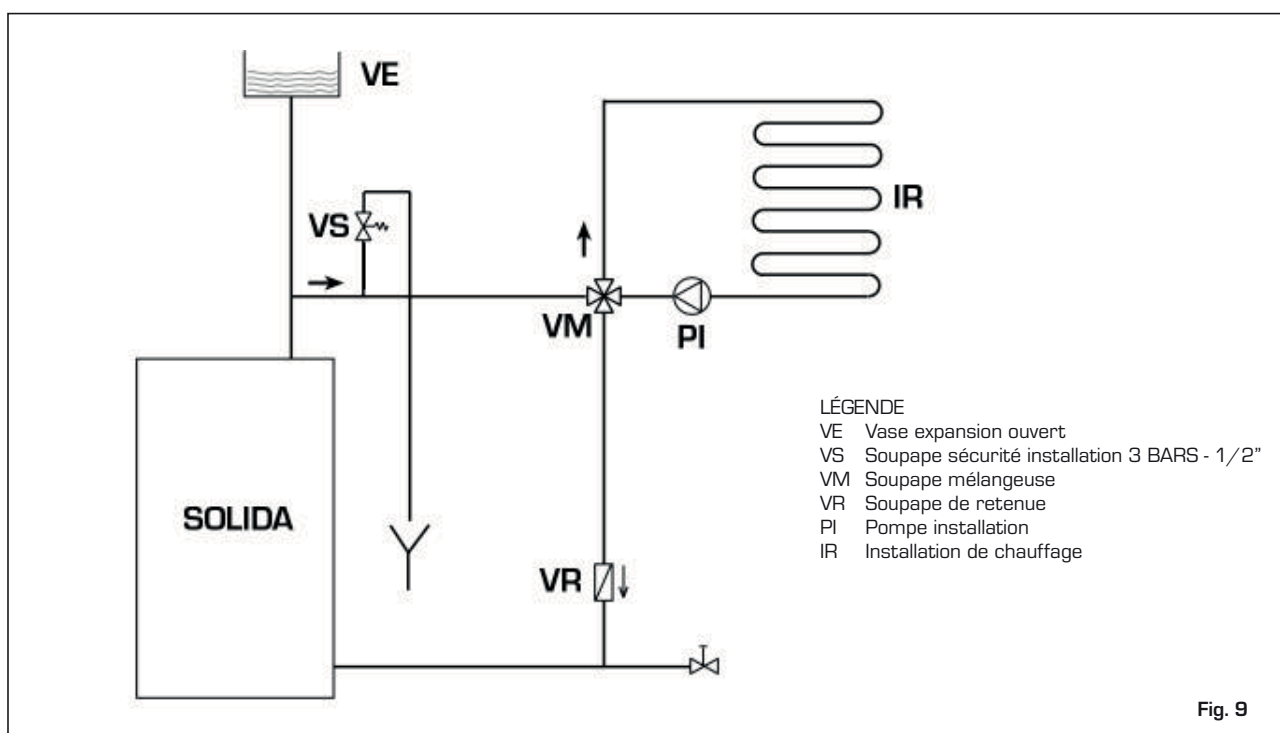 VE
VS
IR
VM
PI
SOLIDA
VR
LÉGENDE
VE Vase expansion ouvert
VS Soupape sécurité installation 3 BARS - 1/2”
VM Soupape mélangeuse
VR Soupape de retenue
PI Pompe installation
IR Installation de chauffage
Fig. 9